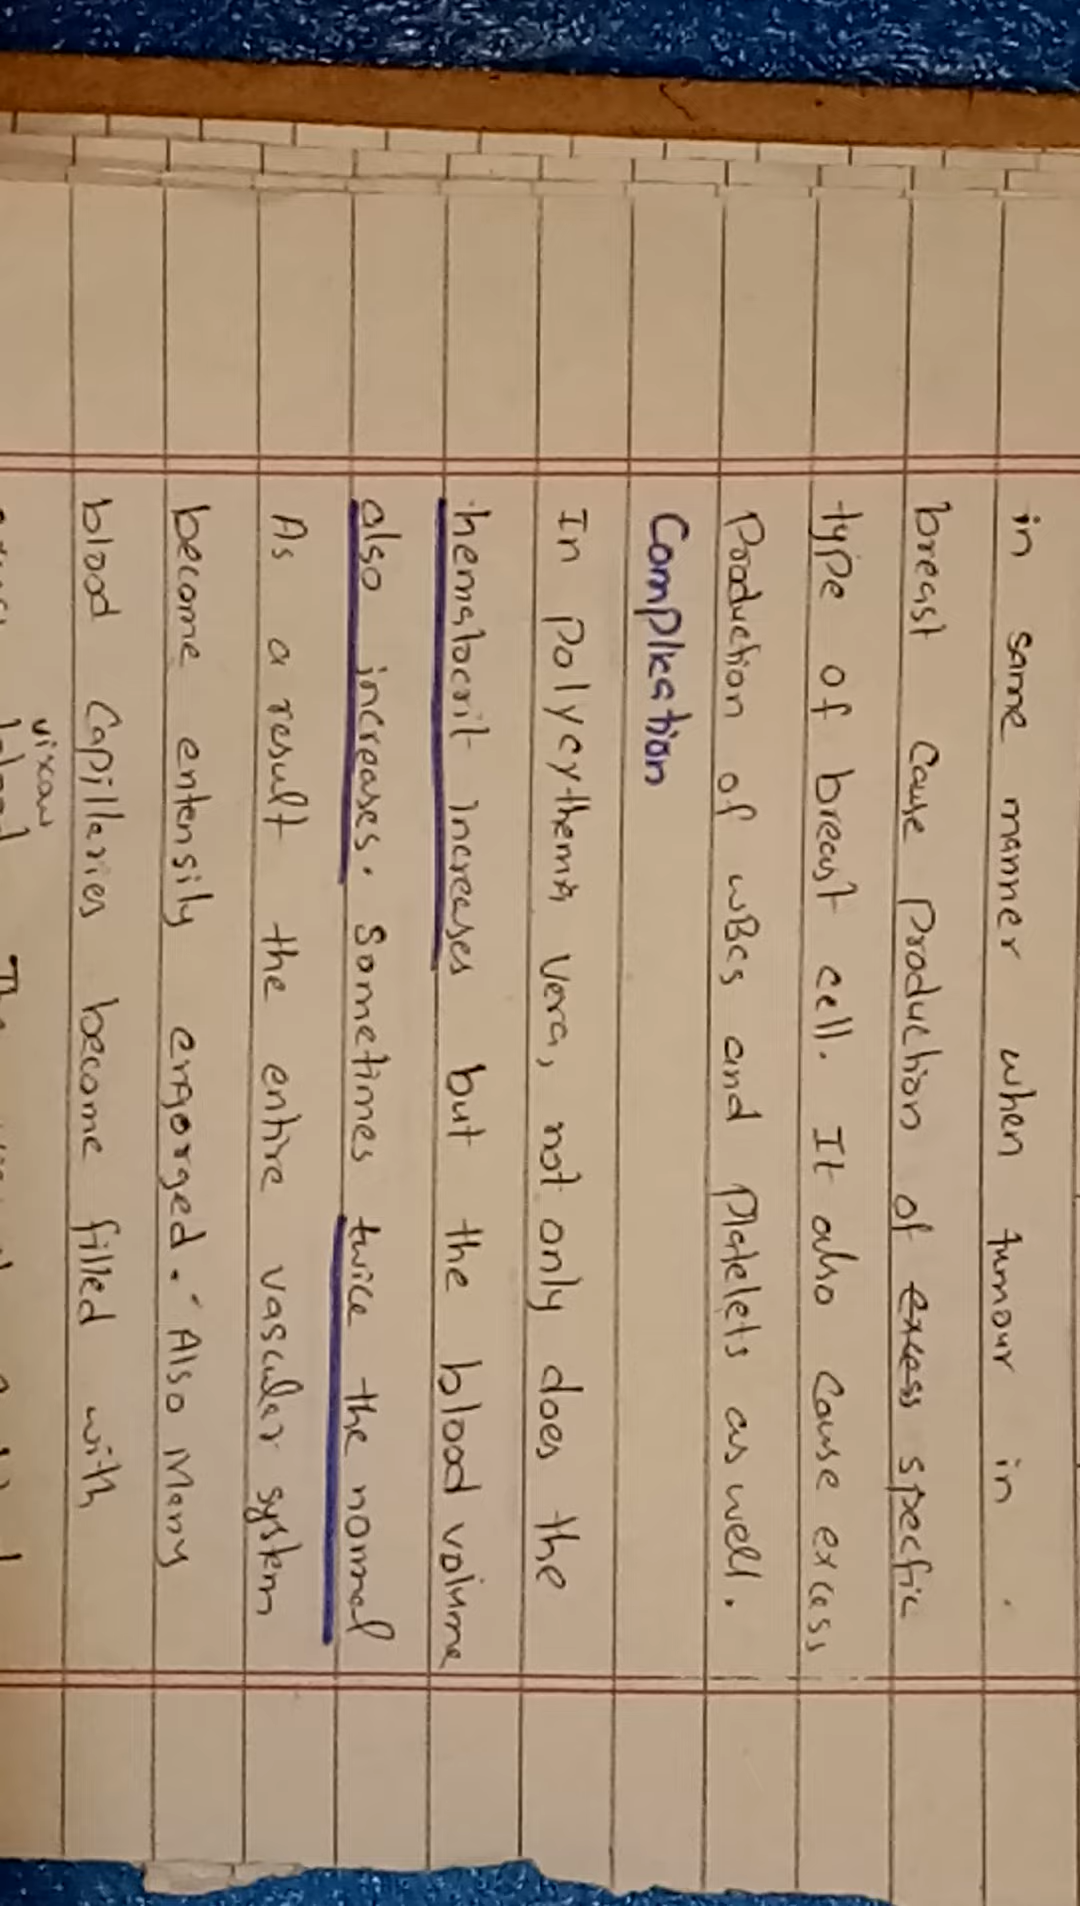 in same manner when tumour in
breast cause production of excess specfic
type of breast cell. It also cause excess
Production of WBCs and Platelets as well.
Complication
In Polycythemia Vera, not only does the
hematocrit increases but the blood volume
also increases. Sometimes twice the normal
As a result the entire vascular system
become entensily engorged. Also Many
blood Capillaries become filled with